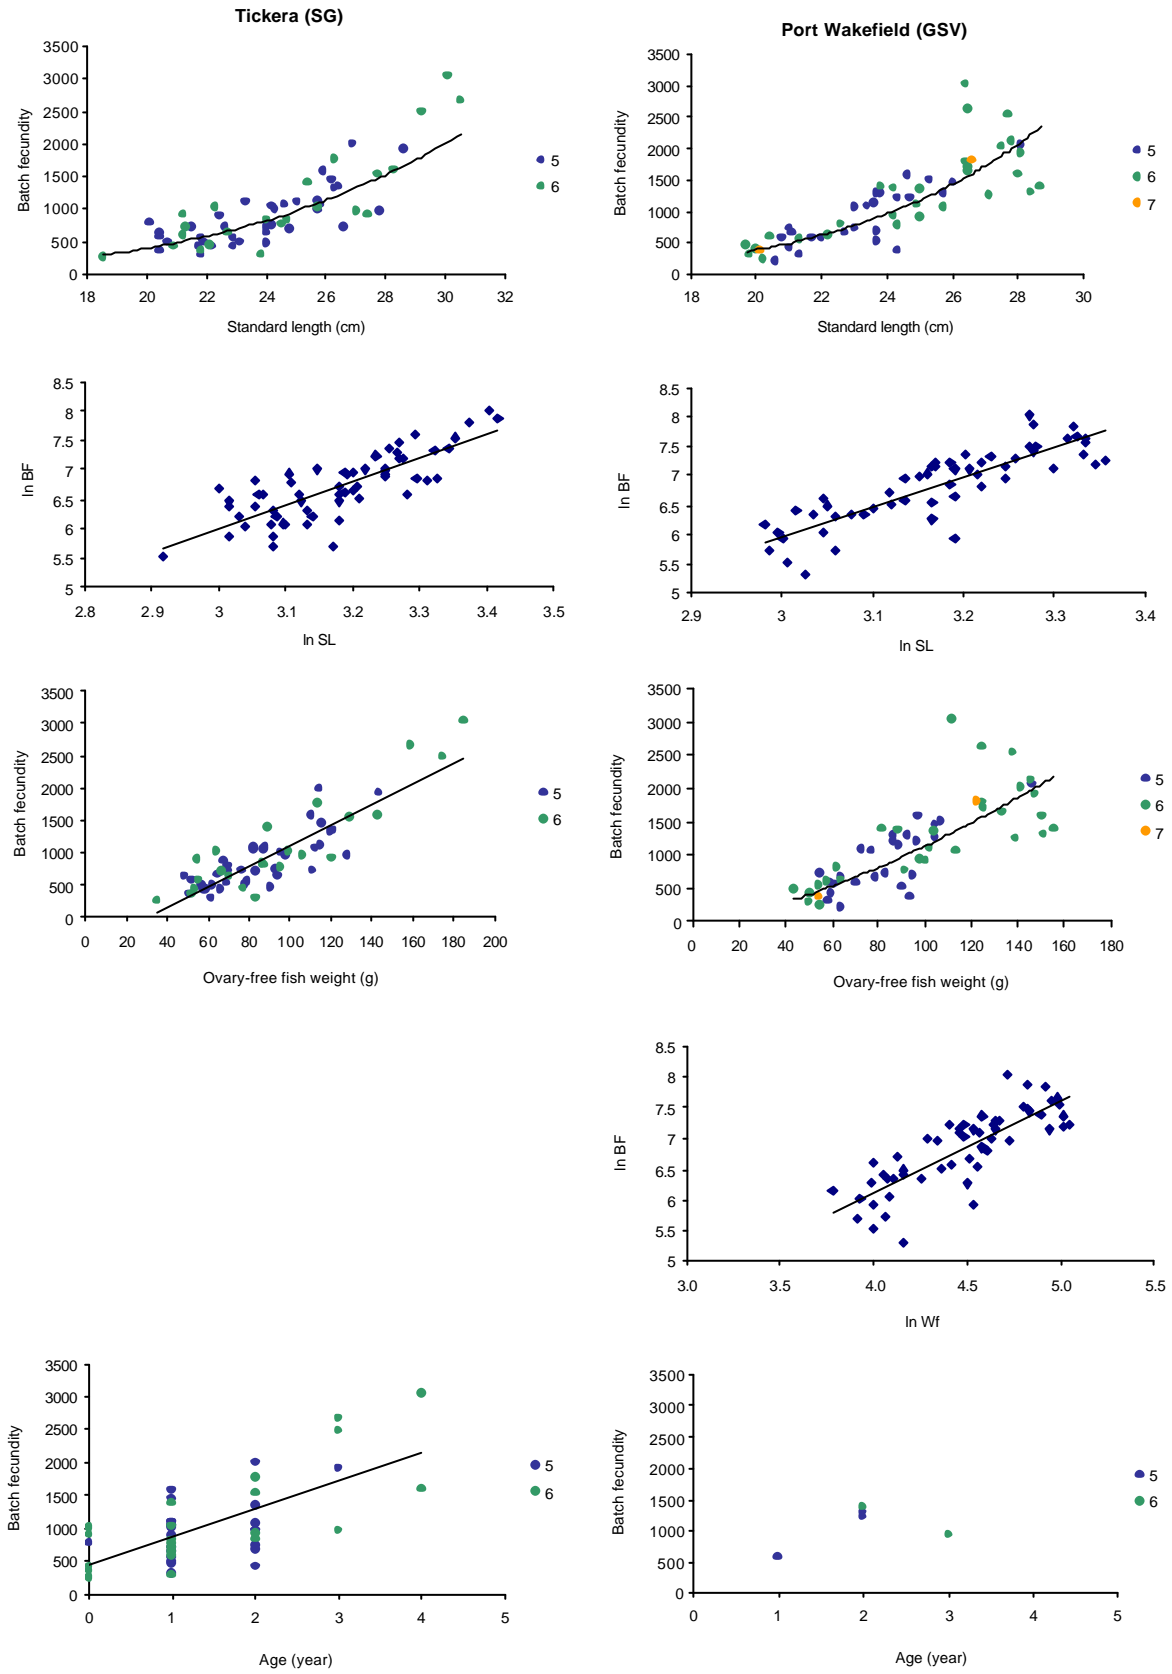 Tickera (SG)
3500
3000
2500
2000
1500
1000
500
0
Batch fecundity
18 20 22 24 26 28 30 32
Standard length (cm)
5
6
Port Wakefield (GSV)
3500
3000
2500
2000
1500
1000
500
0
Batch fecundity
18 20 22 24 26 28 30
Standard length (cm)
5
6
7
8.5
8
7.5
7
6.5
6
5.5
5
ln BF
2.8 2.9 3 3.1 3.2 3.3 3.4 3.5
ln SL
8.5
8
7.5
7
6.5
6
5.5
5
ln BF
2.9 3 3.1 3.2 3.3 3.4
ln SL
3500
3000
2500
2000
1500
1000
500
0
Batch fecundity
0 20 40 60 80 100 120 140 160 180 200
Ovary-free fish weight (g)
5
6
3500
3000
2500
2000
1500
1000
500
0
Batch fecundity
0 20 40 60 80 100 120 140 160 180
Ovary-free fish weight (g)
5
6
7
8.5
8
7.5
7
6.5
6
5.5
5
ln BF
3.0 3.5 4.0 4.5 5.0 5.5
ln Wf
3500
3000
2500
2000
1500
1000
500
0
Batch fecundity
0 1 2 3 4 5
Age (year)
5
6
3500
3000
2500
2000
1500
1000
500
0
Batch fecundity
0 1 2 3 4 5
Age (year)
5
6